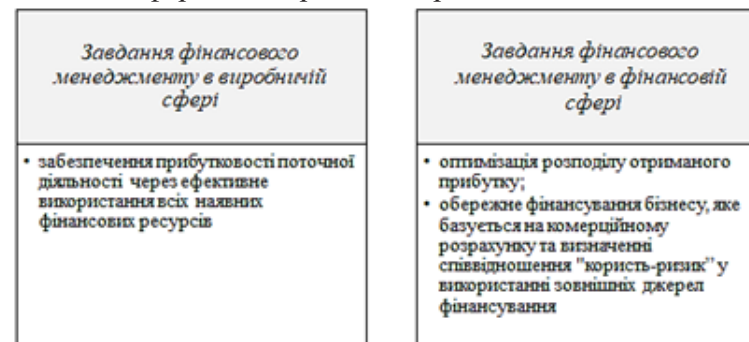 Завдання фінансового
менеджменту в виробничій
сфері
• забезпечення прибутковості поточної
діяльності через ефективне
використання всіх наявних
фінансових ресурсів
Завдання фінансового
менеджменту в фінансовій
сфері
• оптимізація розподілу отриманого
прибутку;
• обережне фінансування бізнесу, яке
базується на комерційному
розрахунку та визначенні
співвідношення "користь-ризик" у
використанні зовнішніх джерел
фінансування